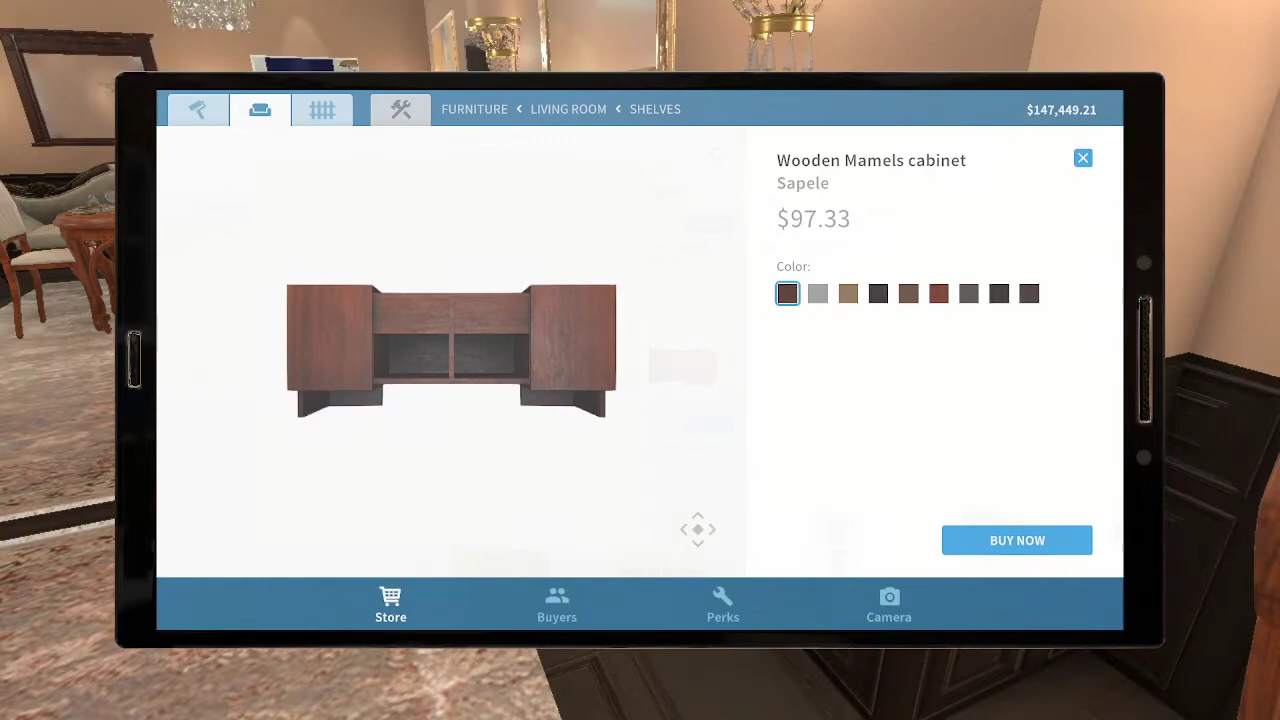 FURNITURE < LIVING ROOM < SHELVES
$147,449.21
Wooden Mamels cabinet
Sapele
$97.33
Color:
BUY NOW
Store
Buyers
Perks
Camera